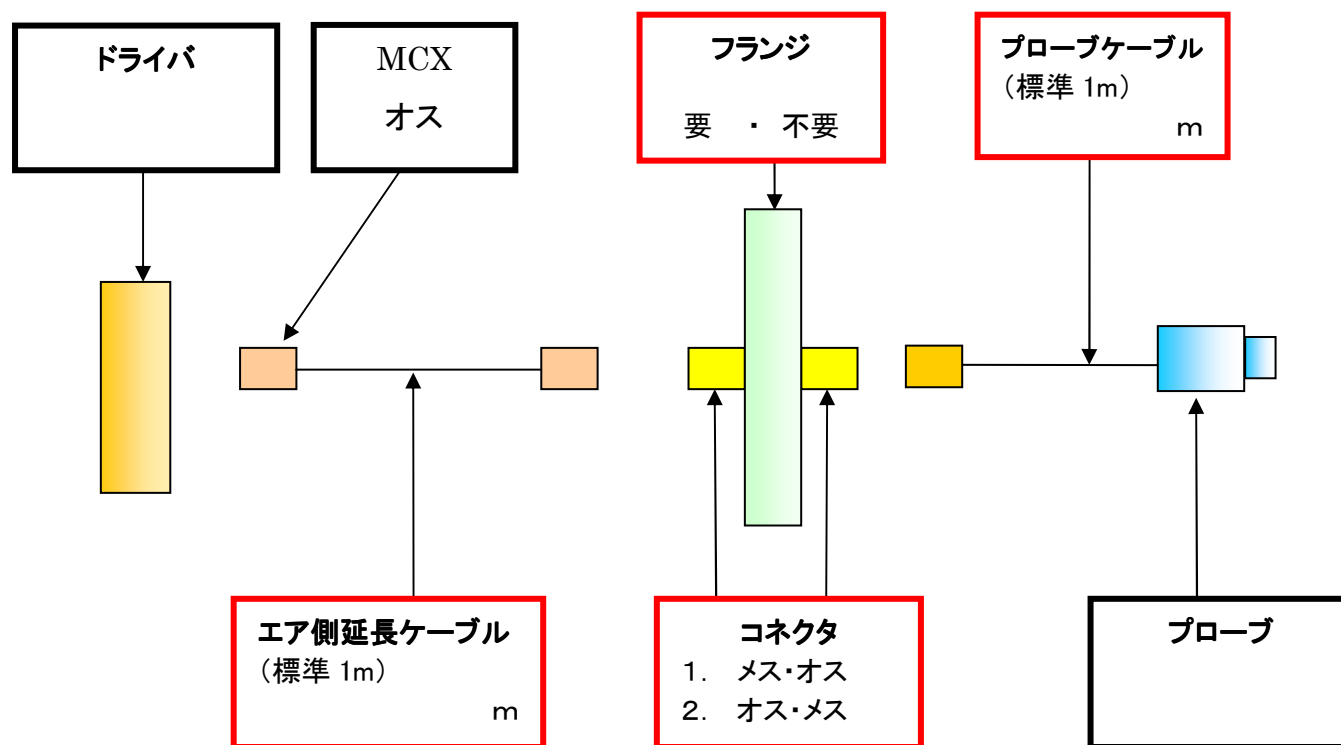 ドライバ
MCX
オス
フランジ
要 ・ 不要
プローブケーブル
（標準 1m）
ｍ
エア側延長ケーブル
（標準 1m）
ｍ
コネクタ
１． メス・オス
２． オス・メス
プローブ